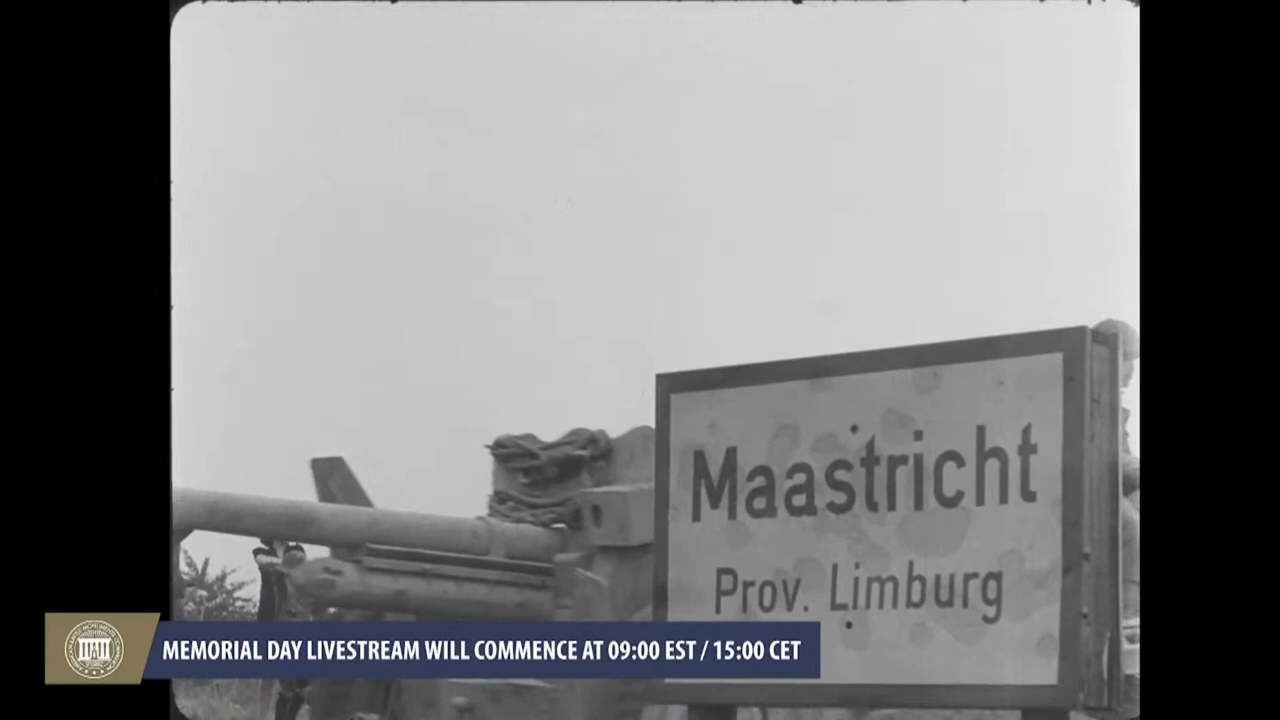 Maastricht
Prov. Limburg
MEMORIAL DAY LIVESTREAM WILL COMMENCE AT 09:00 EST / 15:00 CET